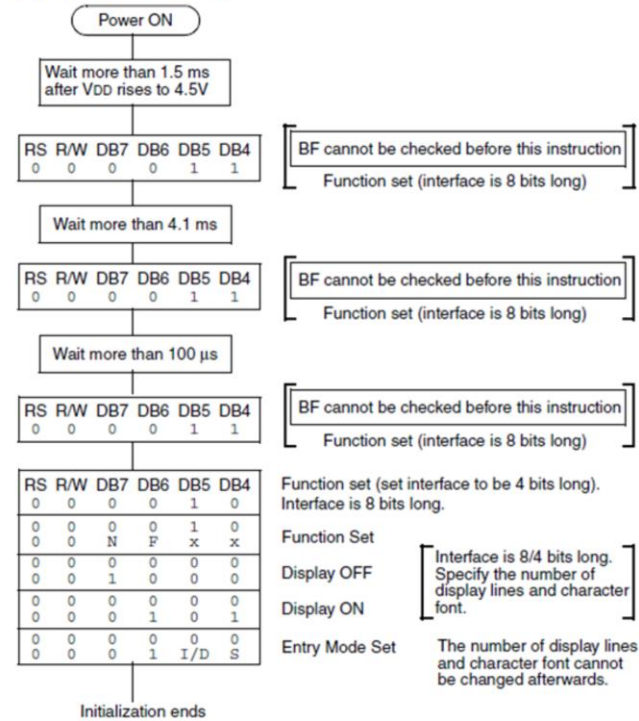 Power ON
Wait more than 1.5 ms
after VDD rises to 4.5V
RS R/W DB7 DB6 DB5 DB4
0 0 0 0 1 1
BF cannot be checked before this instruction
Function set (interface is 8 bits long)
Wait more than 4.1 ms
RS R/W DB7 DB6 DB5 DB4
0 0 0 0 1 1
BF cannot be checked before this instruction
Function set (interface is 8 bits long)
Wait more than 100 µs
RS R/W DB7 DB6 DB5 DB4
0 0 0 0 1 1
BF cannot be checked before this instruction
Function set (interface is 8 bits long)
RS R/W DB7 DB6 DB5 DB4
0 0 0 0 1 0
0 0 0 0 1 0
0 0 N F x x
0 0 0 0 0 0
0 0 1 0 0 0
0 0 0 0 0 0
0 0 0 1 0 1
0 0 0 0 0 0
0 0 0 1 I/D S
Function set (set interface to be 4 bits long).
Interface is 8 bits long.
Function Set
Display OFF
Display ON
Entry Mode Set
Interface is 8/4 bits long.
Specify the number of
display lines and character
font.
The number of display lines
and character font cannot
be changed afterwards.
Initialization ends